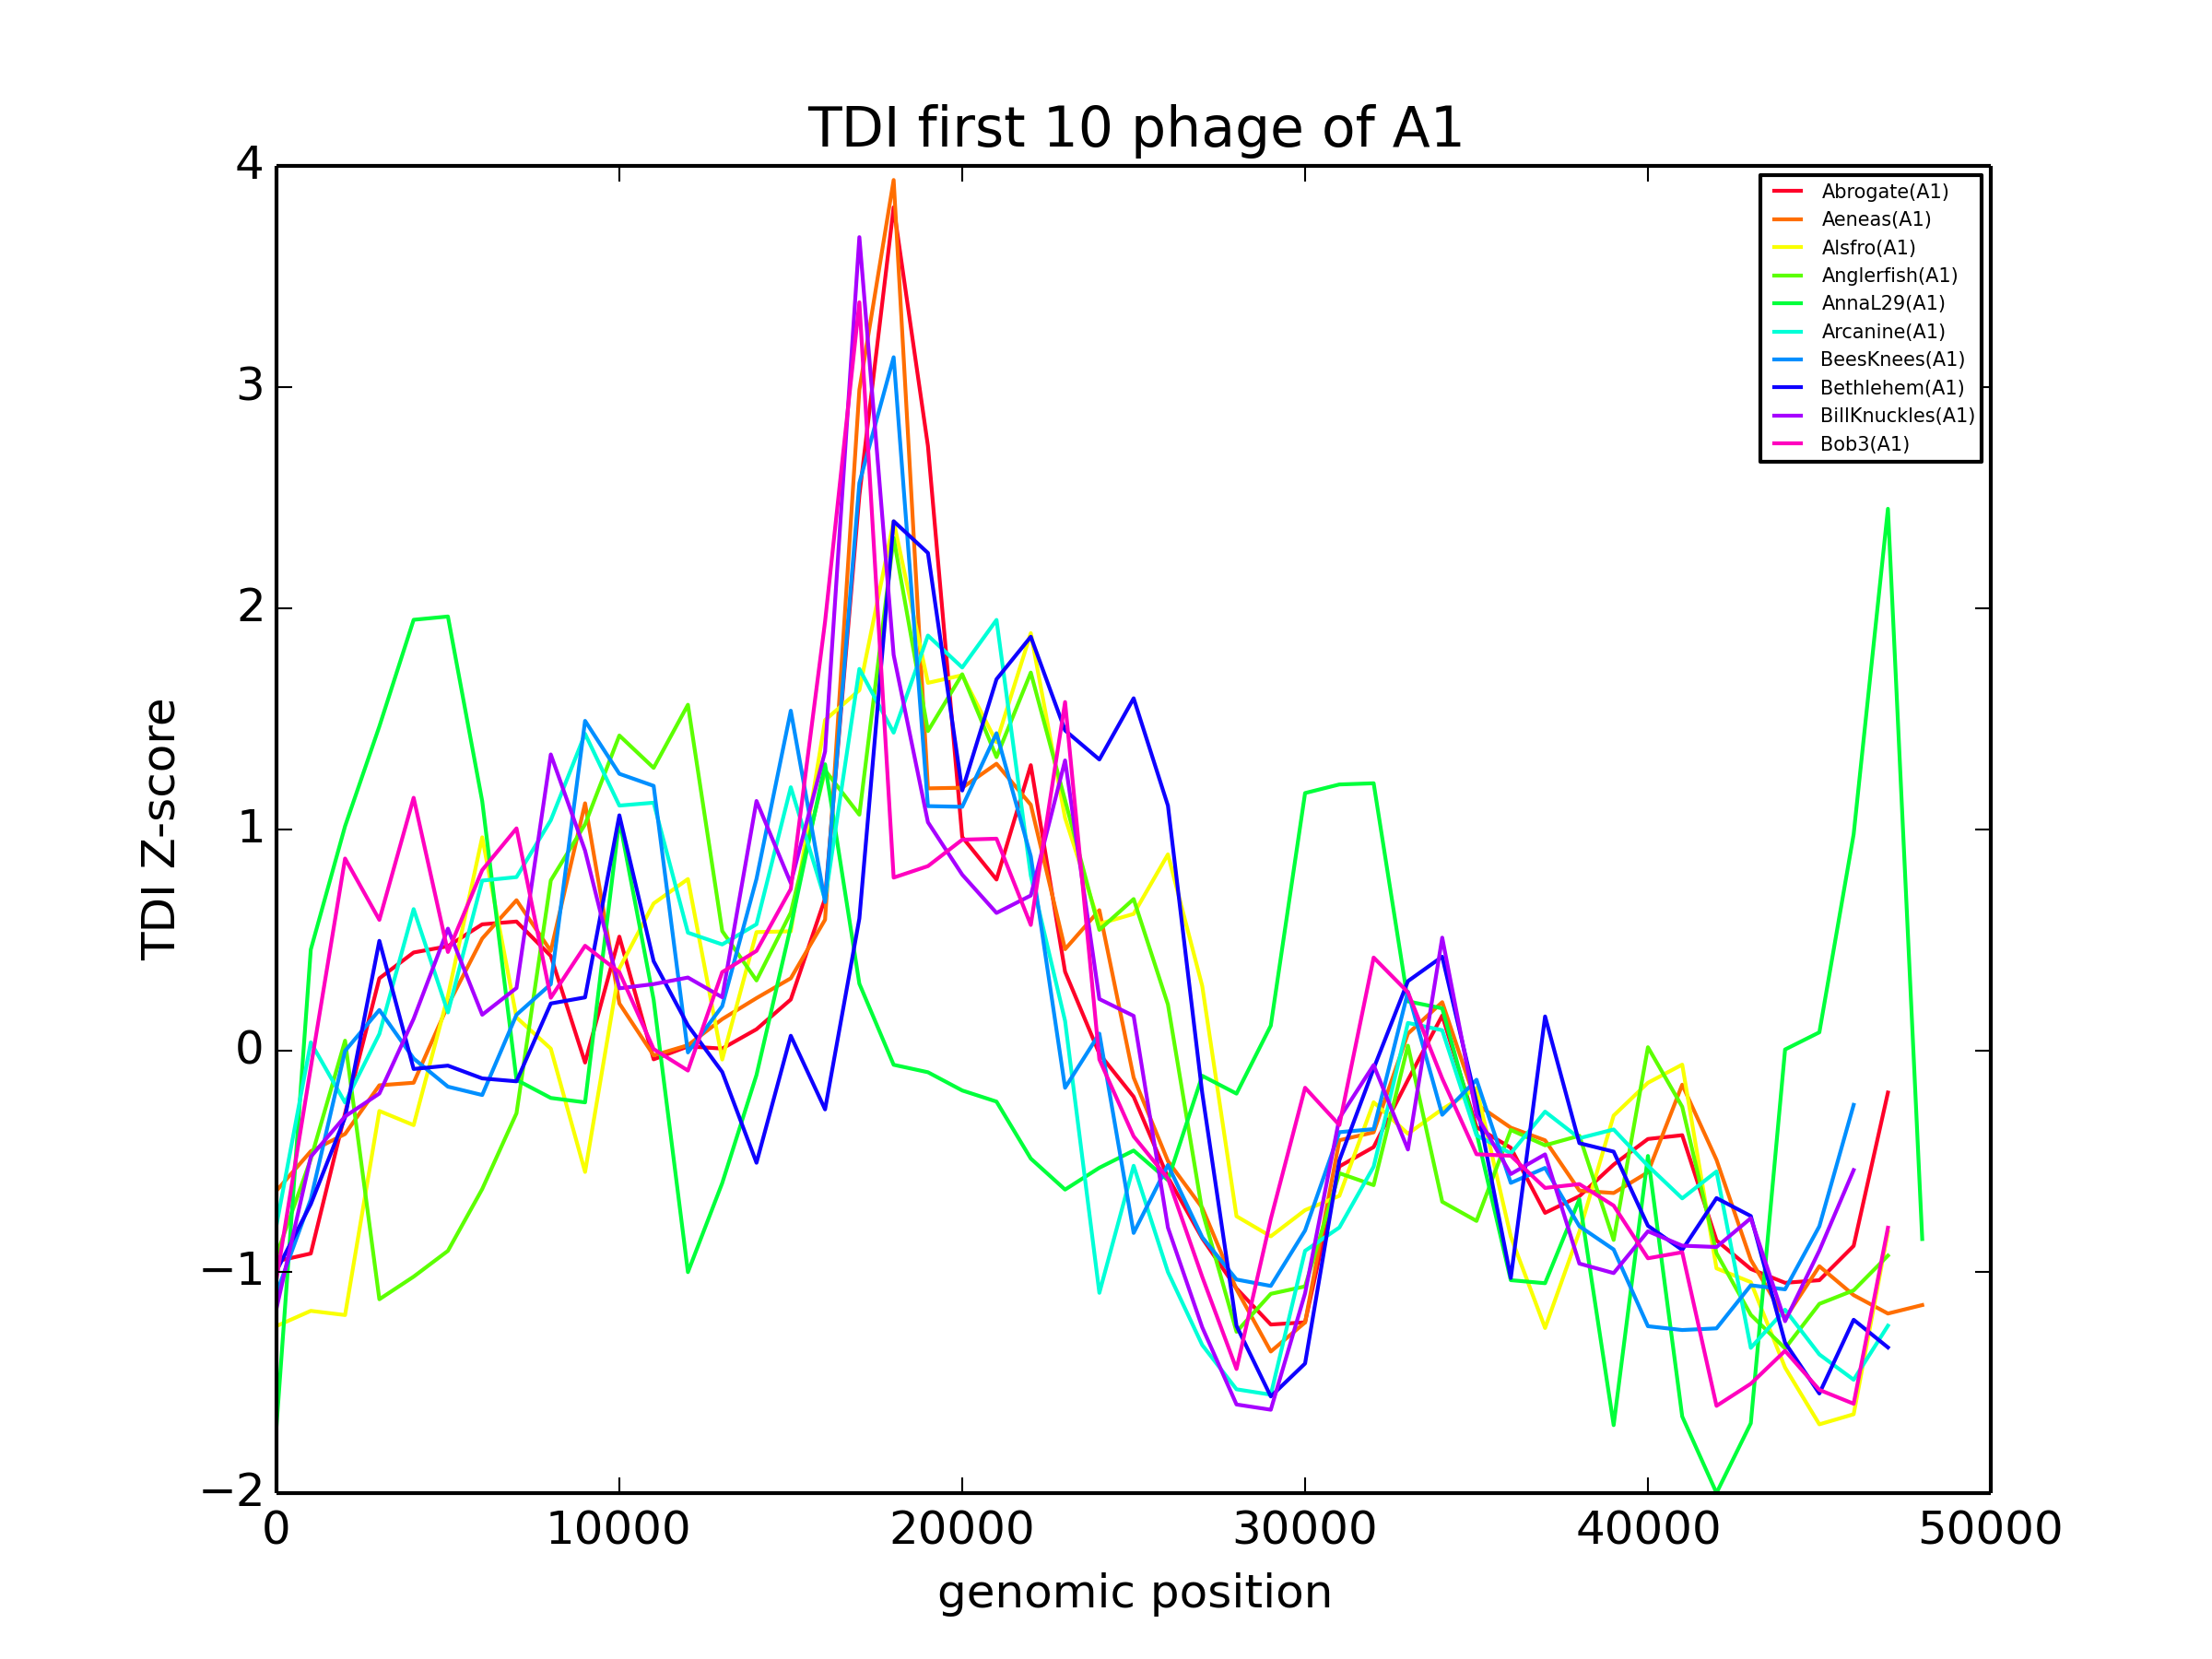 TDI first 10 phage of A1
4
3
2
1
0
−1
−2
TDI Z-score
0 10000 20000 30000 40000 50000
genomic position
Abrogate(A1)
Aeneas(A1)
Alsfro(A1)
Anglerfish(A1)
AnnaL29(A1)
Arcanine(A1)
BeesKnees(A1)
Bethlehem(A1)
BillKnuckles(A1)
Bob3(A1)